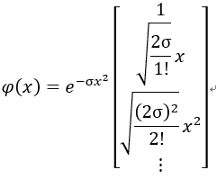 φ(x) = e^{-σx²} [ 1
√(2σ/1!) x
√((2σ)²/2!) x²
⋮ ]↵